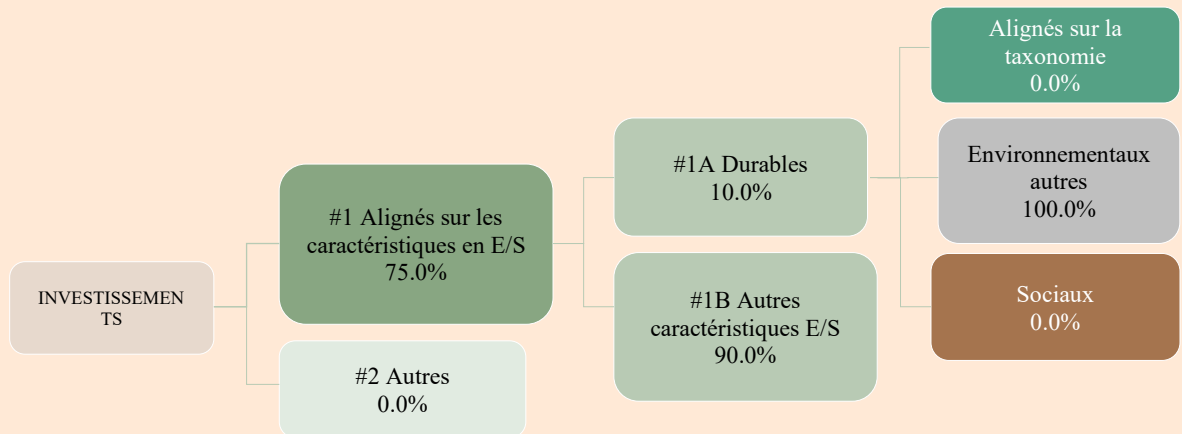 INVESTISSEMEN
TS
#1 Alignés sur les
caractéristiques en E/S
75.0%
#2 Autres
0.0%
#1A Durables
10.0%
#1B Autres
caractéristiques E/S
90.0%
Alignés sur la
taxonomie
0.0%
Environnementaux
autres
100.0%
Sociaux
0.0%